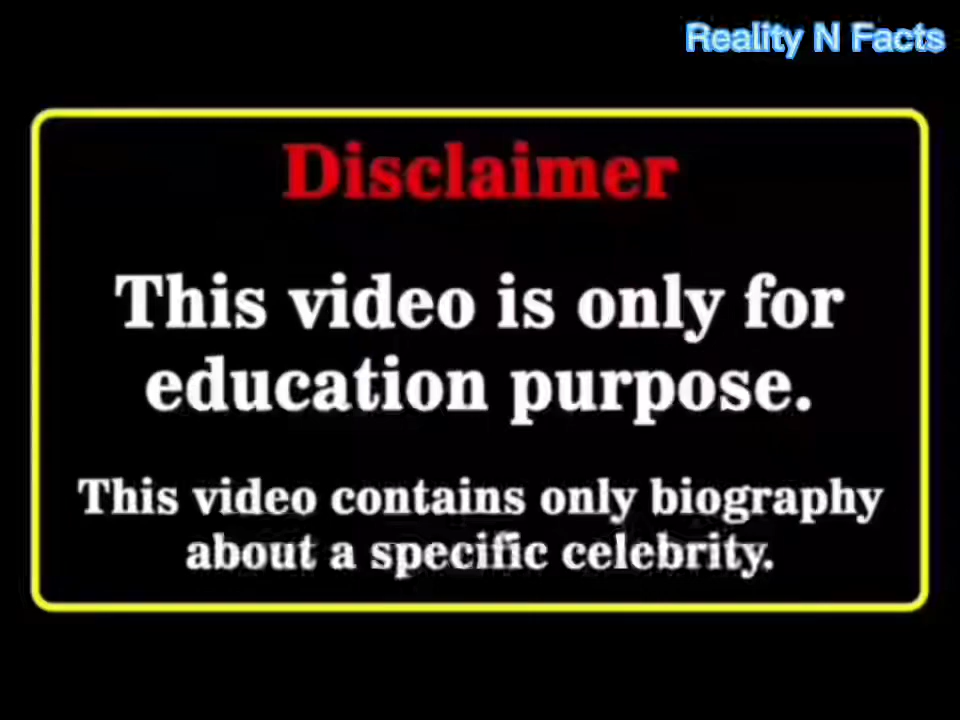 Reality N Facts
Disclaimer
This video is only for
education purpose.
This video contains only biography
about a specific celebrity.